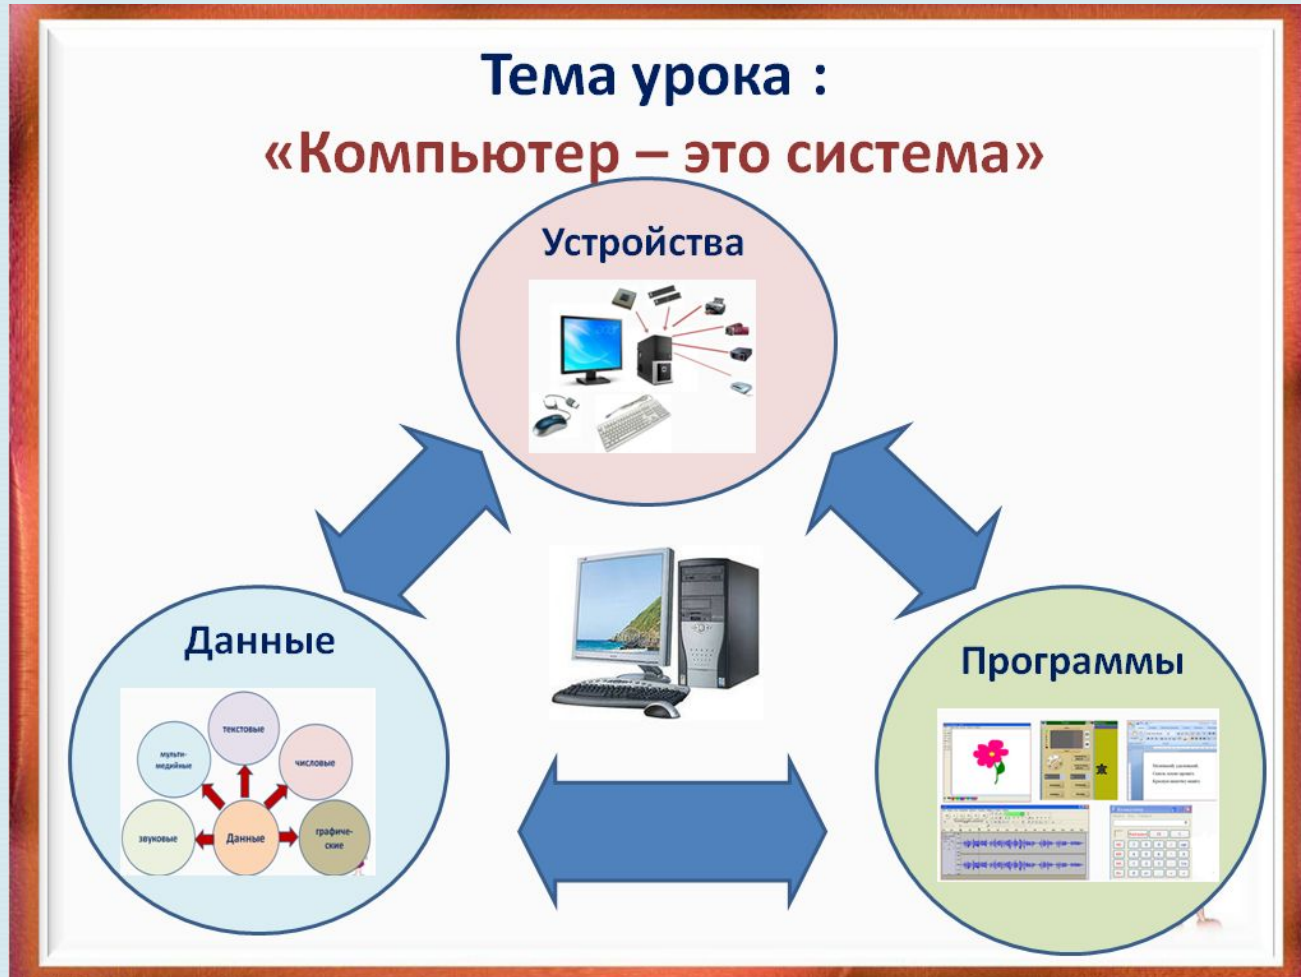 Тема урока :
«Компьютер – это система»
Устройства
Данные
текстовые
мульти-
медийные
числовые
звуковые
Данные
графиче-
ские
Программы